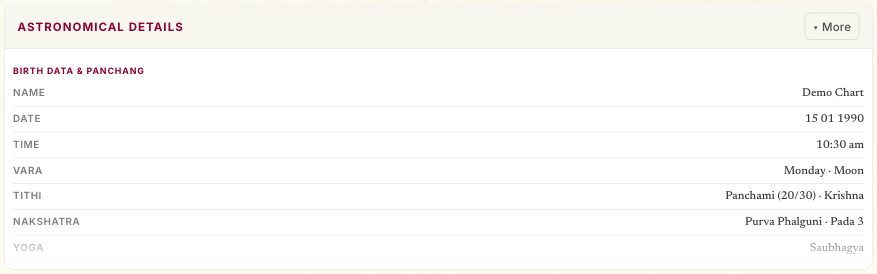 ASTRONOMICAL DETAILS
▾ More
BIRTH DATA & PANCHANG
NAME Demo Chart
DATE 15 01 1990
TIME 10:30 am
VARA Monday · Moon
TITHI Panchami (20/30) · Krishna
NAKSHATRA Purva Phalguni · Pada 3
YOGA Saubhagya